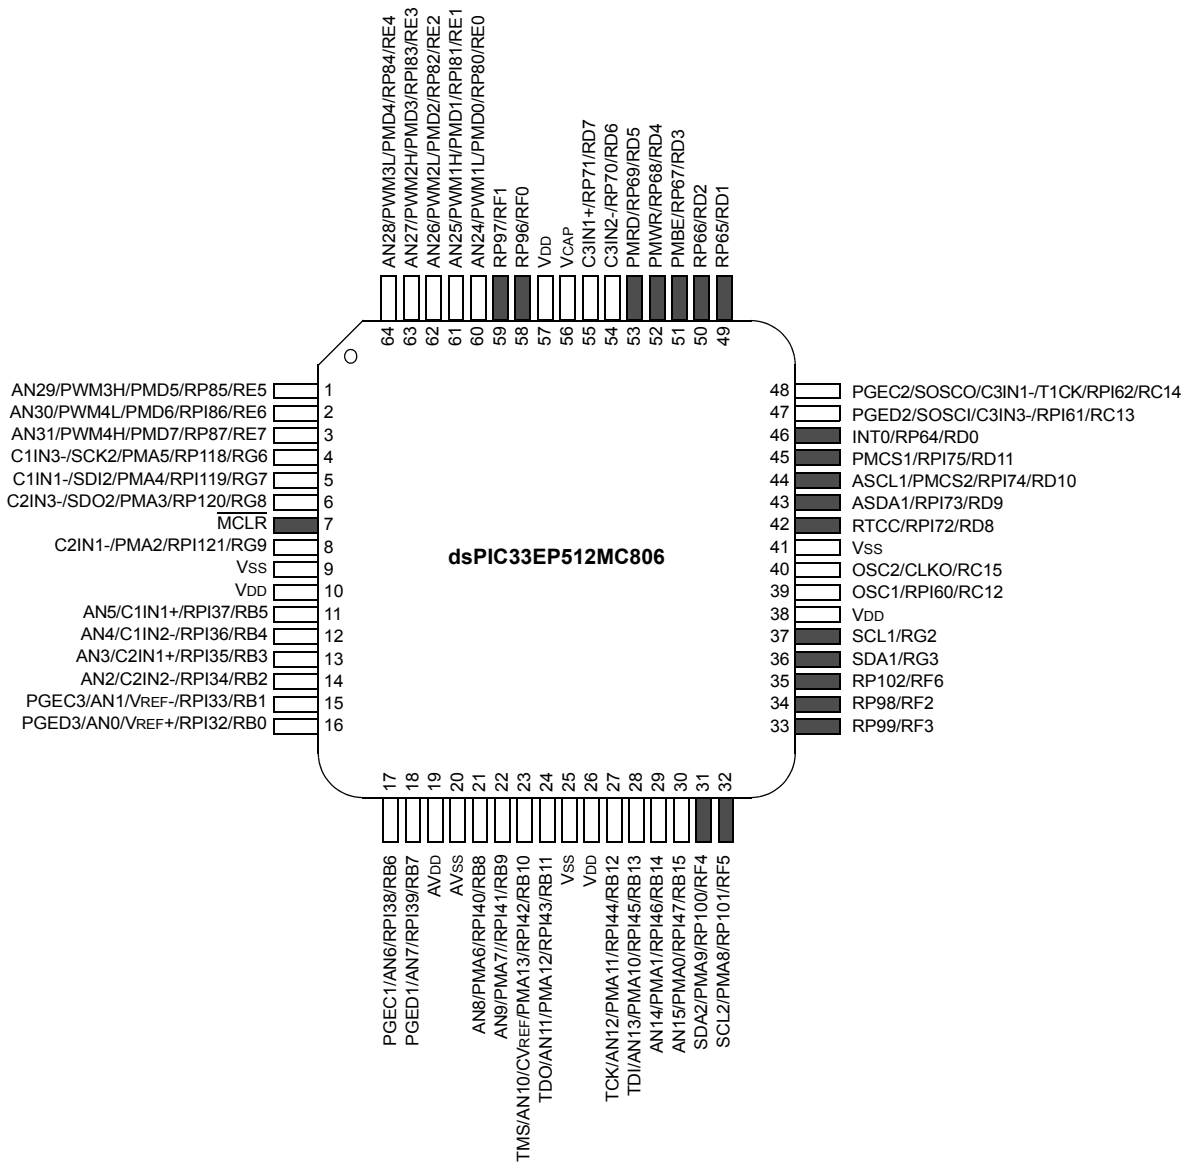 AN28/PWM3L/PMD4/RP84/RE4
AN27/PWM2H/PMD3/RPI83/RE3
AN26/PWM2L/PMD2/RP82/RE2
AN25/PWM1H/PMD1/RPI81/RE1
AN24/PWM1L/PMD0/RP80/RE0
RP97/RF1
RP96/RF0
VDD
VCAP
C3IN1+/RP71/RD7
C3IN2-/RP70/RD6
PMRD/RP69/RD5
PMWR/RP68/RD4
PMBE/RP67/RD3
RP66/RD2
RP65/RD1
64
63
62
61
60
59
58
57
56
55
54
53
52
51
50
49
AN29/PWM3H/PMD5/RP85/RE5 1
AN30/PWM4L/PMD6/RPI86/RE6 2
AN31/PWM4H/PMD7/RP87/RE7 3
C1IN3-/SCK2/PMA5/RP118/RG6 4
C1IN1-/SDI2/PMA4/RPI119/RG7 5
C2IN3-/SDO2/PMA3/RP120/RG8 6
MCLR 7
C2IN1-/PMA2/RPI121/RG9 8
VSS 9
VDD 10
AN5/C1IN1+/RPI37/RB5 11
AN4/C1IN2-/RPI36/RB4 12
AN3/C2IN1+/RPI35/RB3 13
AN2/C2IN2-/RPI34/RB2 14
PGEC3/AN1/VREF-/RPI33/RB1 15
PGED3/AN0/VREF+/RPI32/RB0 16
dsPIC33EP512MC806
48 PGEC2/SOSCO/C3IN1-/T1CK/RPI62/RC14
47 PGED2/SOSCI/C3IN3-/RPI61/RC13
46 INT0/RP64/RD0
45 PMCS1/RPI75/RD11
44 ASCL1/PMCS2/RPI74/RD10
43 ASDA1/RPI73/RD9
42 RTCC/RPI72/RD8
41 VSS
40 OSC2/CLKO/RC15
39 OSC1/RPI60/RC12
38 VDD
37 SCL1/RG2
36 SDA1/RG3
35 RP102/RF6
34 RP98/RF2
33 RP99/RF3
17
18
19
20
21
22
23
24
25
26
27
28
29
30
31
32
PGEC1/AN6/RPI38/RB6
PGED1/AN7/RPI39/RB7
AVDD
AVSS
AN8/PMA6/RPI40/RB8
AN9/PMA7//RPI41/RB9
TMS/AN10/CVREF/PMA13/RPI42/RB10
TDO/AN11/PMA12/RPI43/RB11
VSS
VDD
TCK/AN12/PMA11/RPI44/RB12
TDI/AN13/PMA10/RPI45/RB13
AN14/PMA1/RPI46/RB14
AN15/PMA0/RPI47/RB15
SDA2/PMA9/RP100/RF4
SCL2/PMA8/RP101/RF5